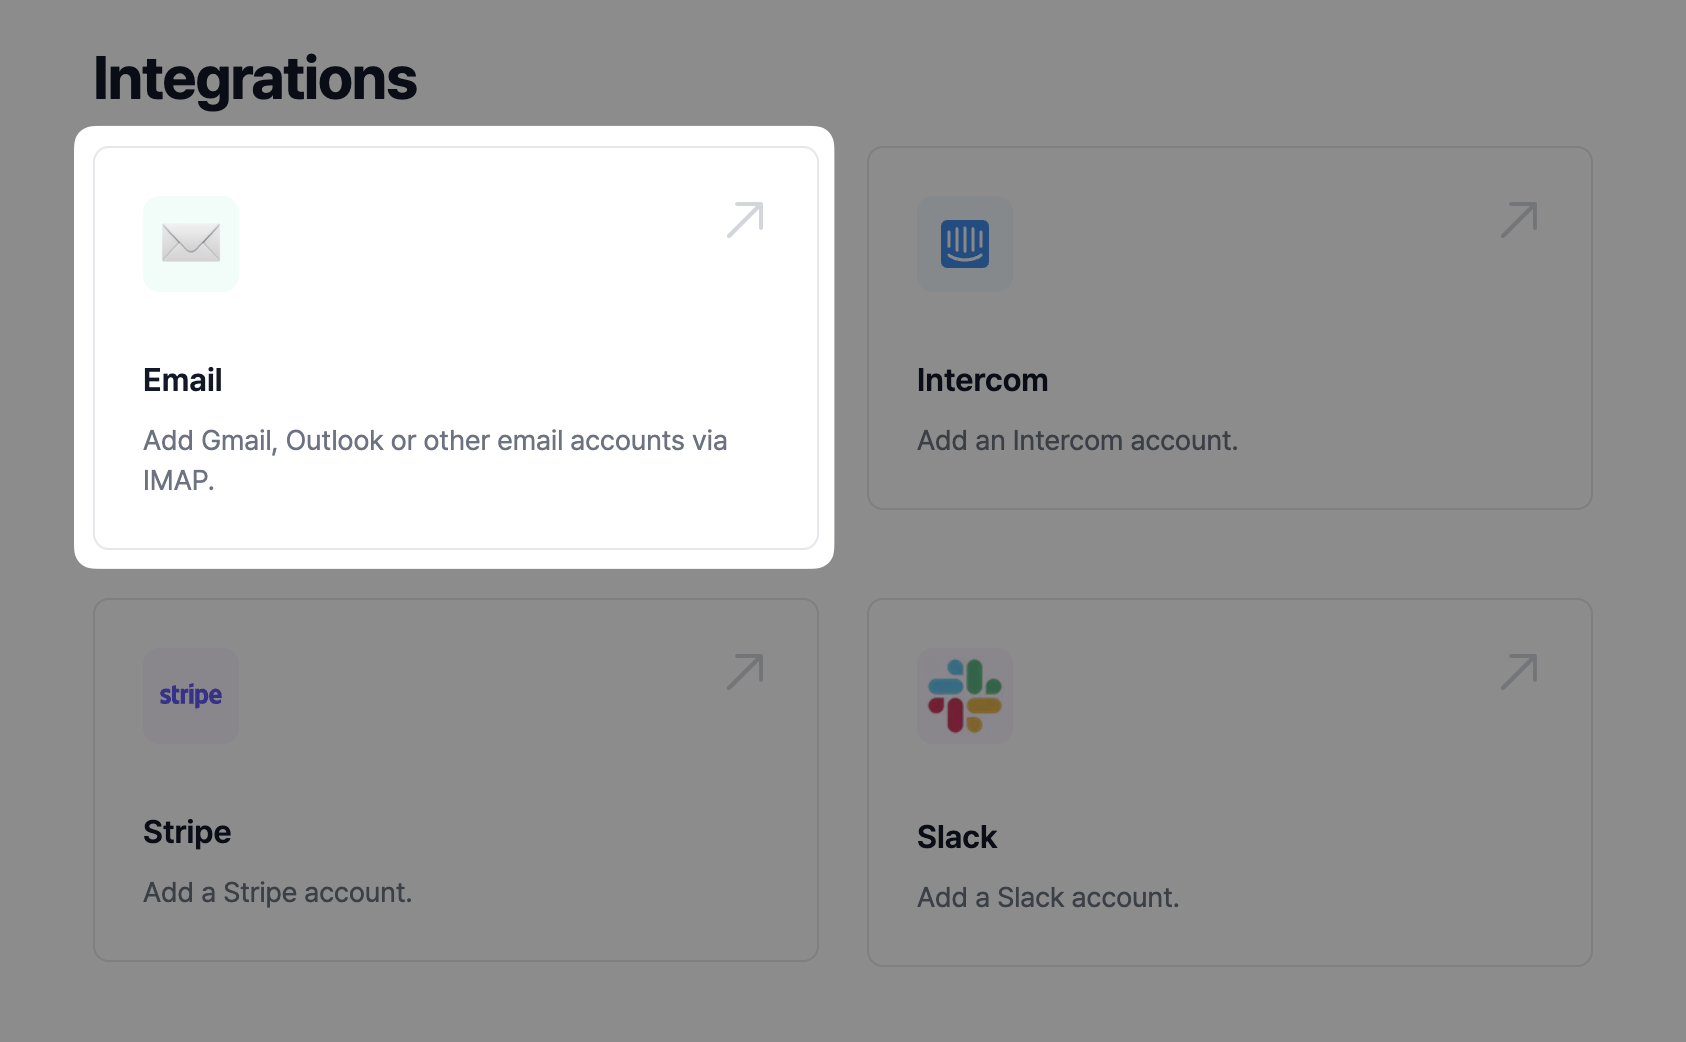 Integrations
Email
Add Gmail, Outlook or other email accounts via
IMAP.
Intercom
Add an Intercom account.
stripe
Stripe
Add a Stripe account.
Slack
Add a Slack account.